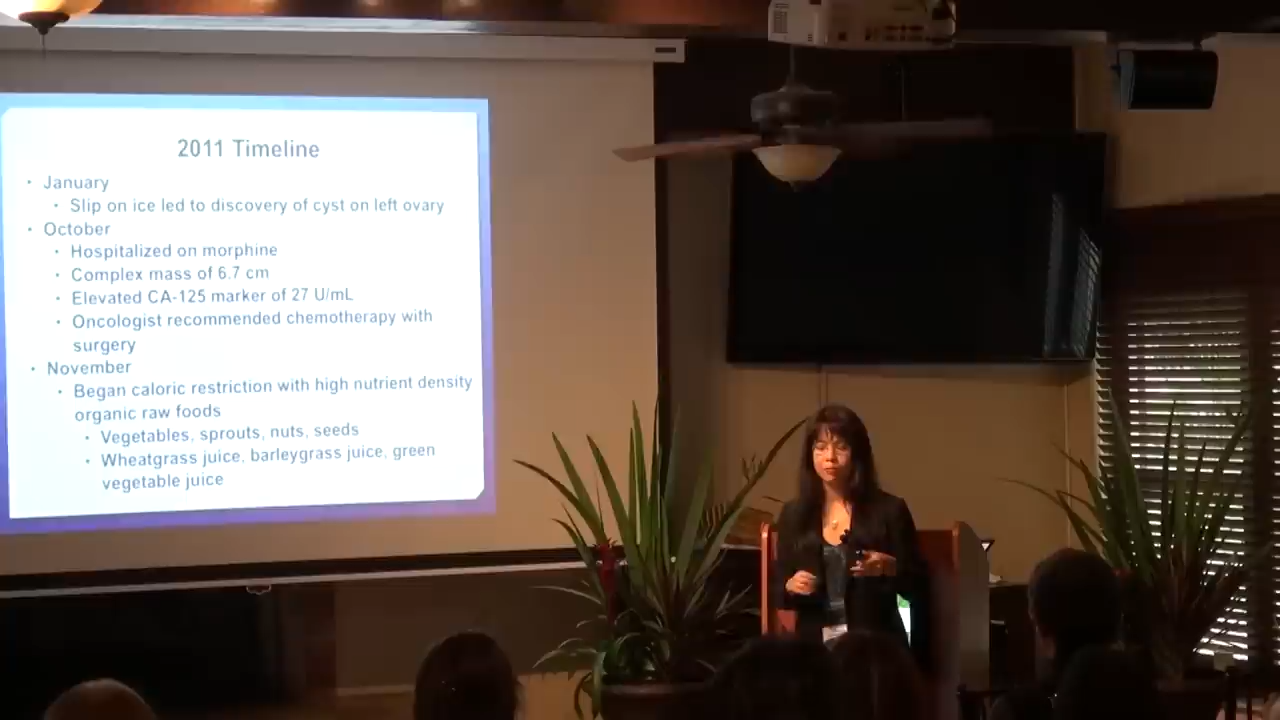 2011 Timeline
• January
• Slip on ice led to discovery of cyst on left ovary
• October
• Hospitalized on morphine
• Complex mass of 6.7 cm
• Elevated CA-125 marker of 27 U/mL
• Oncologist recommended chemotherapy with
surgery
• November
• Began caloric restriction with high nutrient density
organic raw foods
• Vegetables, sprouts, nuts, seeds
• Wheatgrass juice, barleygrass juice, green
vegetable juice